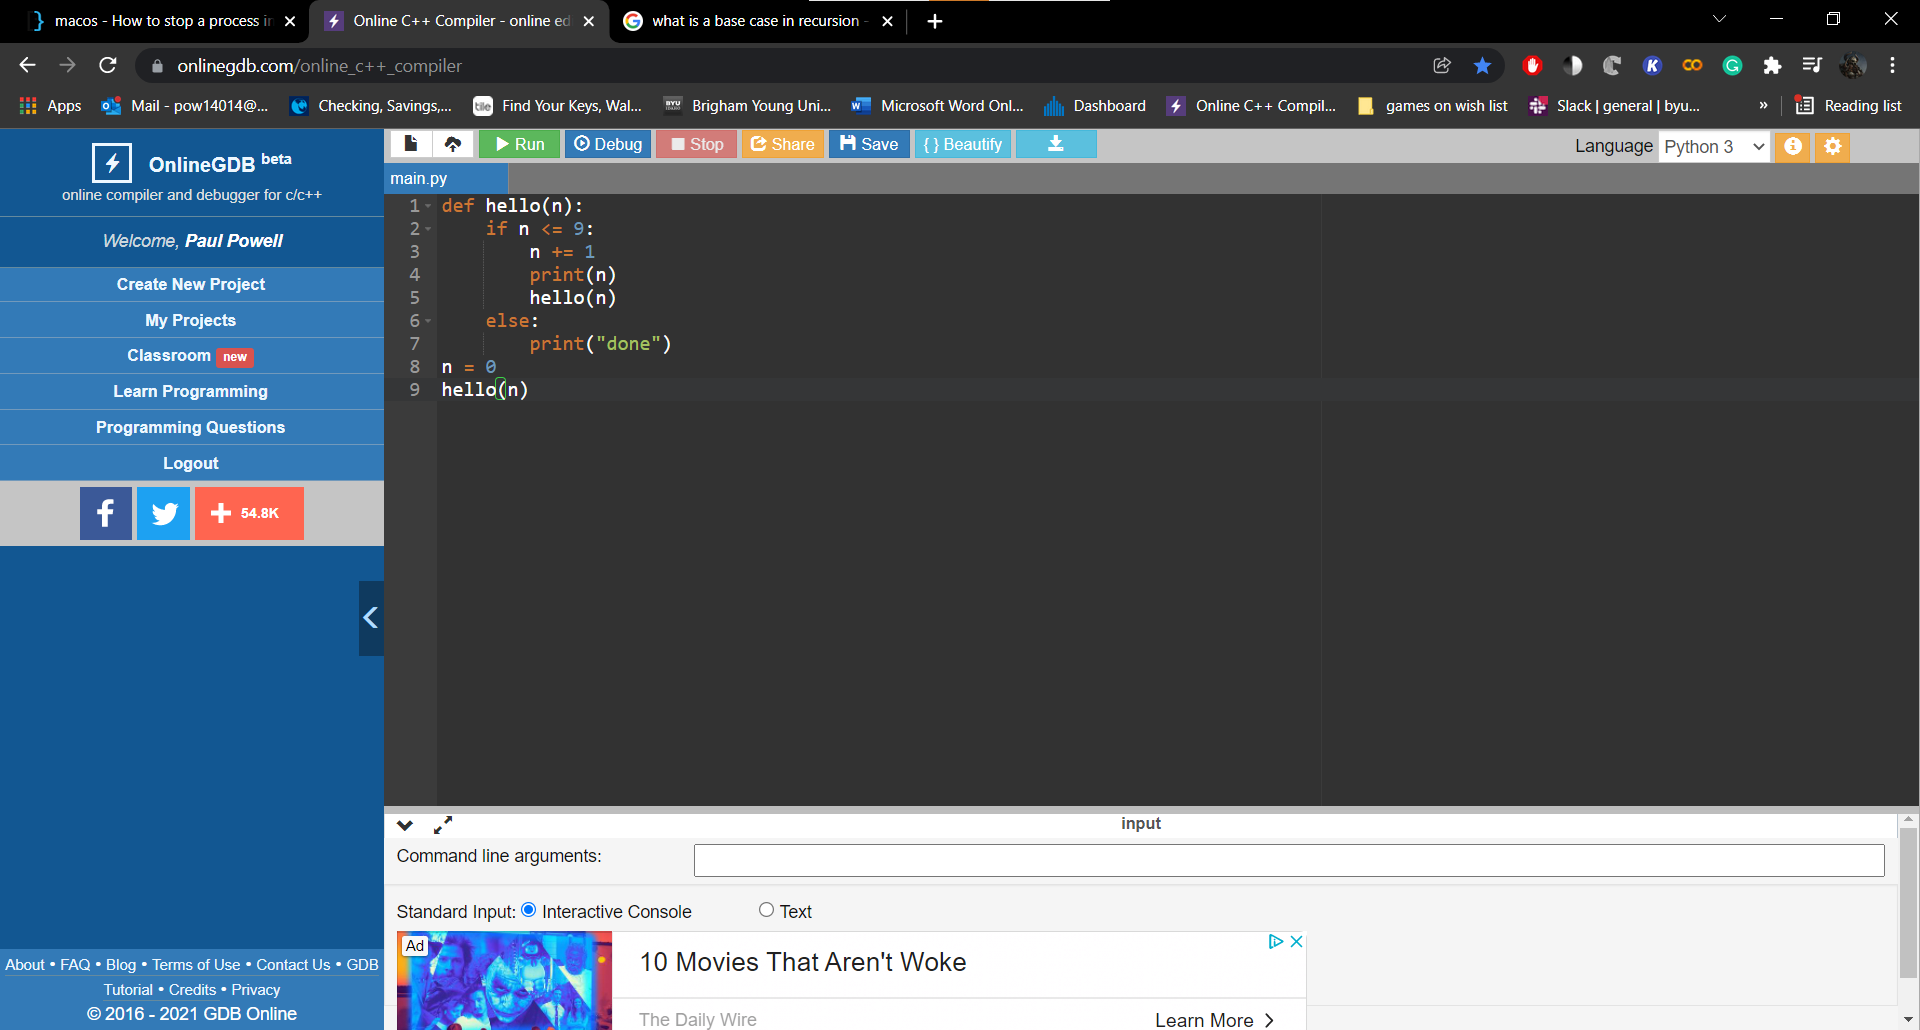 macos - How to stop a process in
Online C++ Compiler - online ed
what is a base case in recursion -
onlinegdb.com/online_c++_compiler
Apps
Mail - pow14014@...
Checking, Savings,...
tile
Find Your Keys, Wal...
BYU
Brigham Young Uni...
Microsoft Word Onl...
Dashboard
Online C++ Compil...
games on wish list
Slack | general | byu...
»
Reading list
OnlineGDB beta
online compiler and debugger for c/c++
Welcome, Paul Powell
Create New Project
My Projects
Classroom new
Learn Programming
Programming Questions
Logout
54.8K
About • FAQ • Blog • Terms of Use • Contact Us • GDB
Tutorial • Credits • Privacy
© 2016 - 2021 GDB Online
Run
Debug
Stop
Share
Save
{ } Beautify
Language Python 3
main.py
1 def hello(n):
2 if n <= 9:
3 n += 1
4 print(n)
5 hello(n)
6 else:
7 print("done")
8 n = 0
9 hello(n)
input
Command line arguments:
Standard Input: Interactive Console Text
Ad
10 Movies That Aren't Woke
The Daily Wire
Learn More